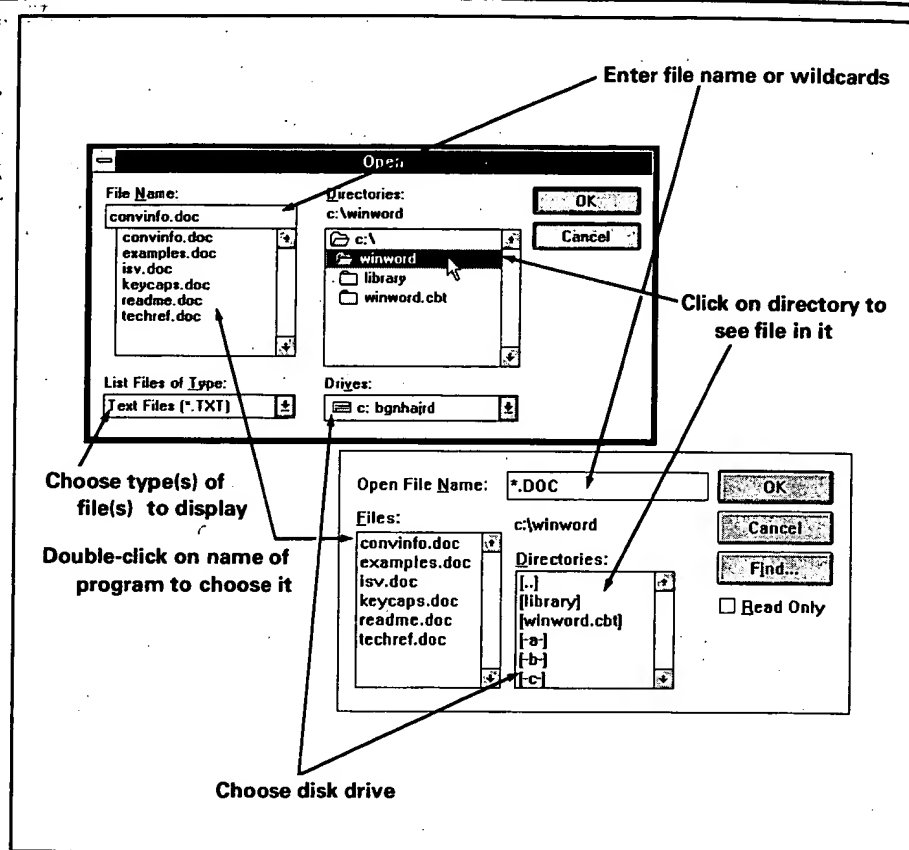 Enter file name or wildcards
Open
File Name:
convinfo.doc
convinfo.doc
examples.doc
isv.doc
keycaps.doc
readme.doc
techref.doc
List Files of Type:
Text Files (*.TXT)
Directories:
c:\winword
c:\
winword
library
winword.cbt
Drives:
c: bgnhajrd
OK
Cancel
Click on directory to
see file in it
Choose type(s) of
file(s) to display
Double-click on name of
program to choose it
Open File Name:
*.DOC
Files:
convinfo.doc
examples.doc
isv.doc
keycaps.doc
readme.doc
techref.doc
c:\winword
Directories:
[..]
[library]
[winword.cbt]
[-a-]
[-b-]
[-c-]
OK
Cancel
Find...
Read Only
Choose disk drive